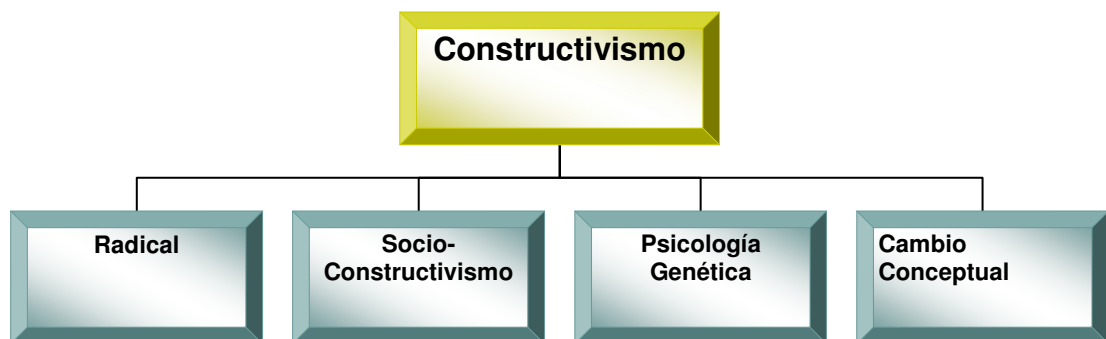 Constructivismo
Radical
Socio-
Constructivismo
Psicología
Genética
Cambio
Conceptual